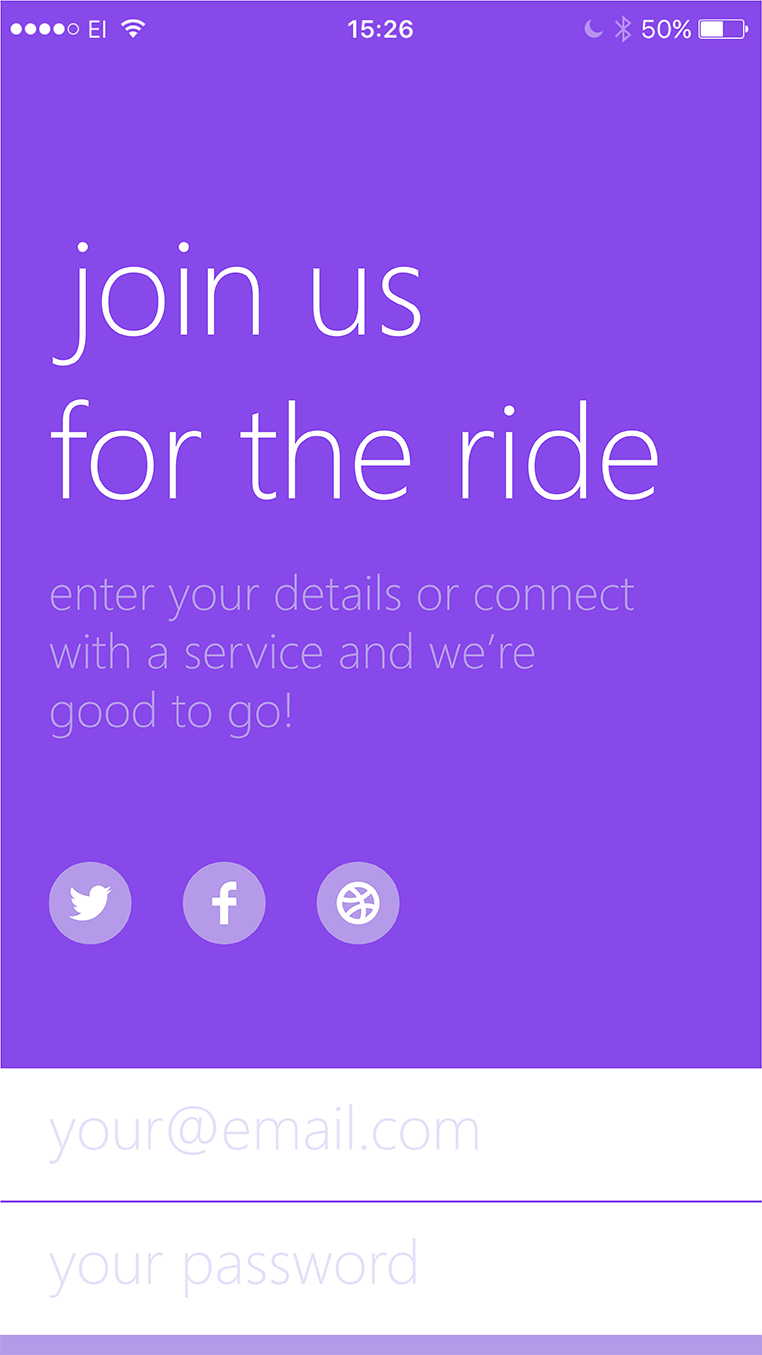 EI 15:26 50%
join us
for the ride
enter your details or connect
with a service and we’re
good to go!
your@email.com
your password